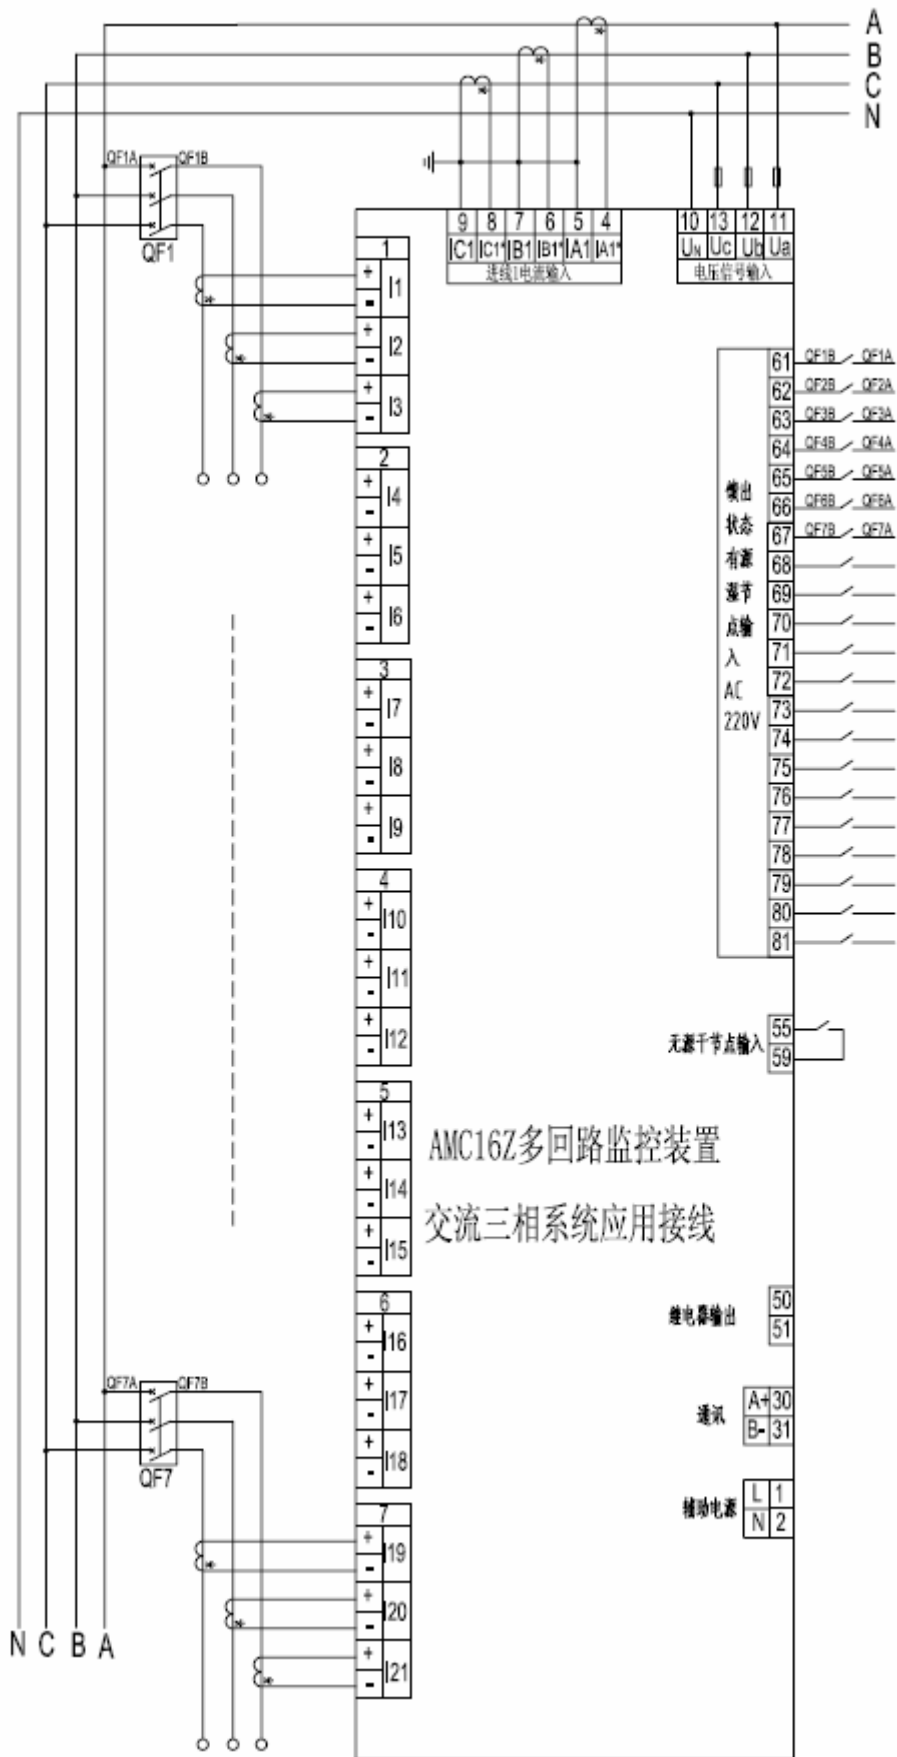 A
B
C
N
QF1A QF1B
QF1
9 8 7 6 5 4
IC1 IC1* IB1 IB1* IA1 IA1*
进线1电流输入
10 13 12 11
UN Uc Ub Ua
电压信号输入
1
+ - I1
+ - I2
+ - I3
2
+ - I4
+ - I5
+ - I6
3
+ - I7
+ - I8
+ - I9
4
+ - I10
+ - I11
+ - I12
5
+ - I13
+ - I14
+ - I15
6
+ - I16
+ - I17
+ - I18
7
+ - I19
+ - I20
+ - I21
馈出
状态
有源
湿节
点输
入
AC
220V
61 QF1B QF1A
62 QF2B QF2A
63 QF3B QF3A
64 QF4B QF4A
65 QF5B QF5A
66 QF6B QF6A
67 QF7B QF7A
68
69
70
71
72
73
74
75
76
77
78
79
80
81
无源干节点输入 55
59
AMC16Z多回路监控装置
交流三相系统应用接线
继电器输出 50
51
通讯 A+ 30
B- 31
辅助电源 L 1
N 2
QF7A QF7B
QF7
N C B A